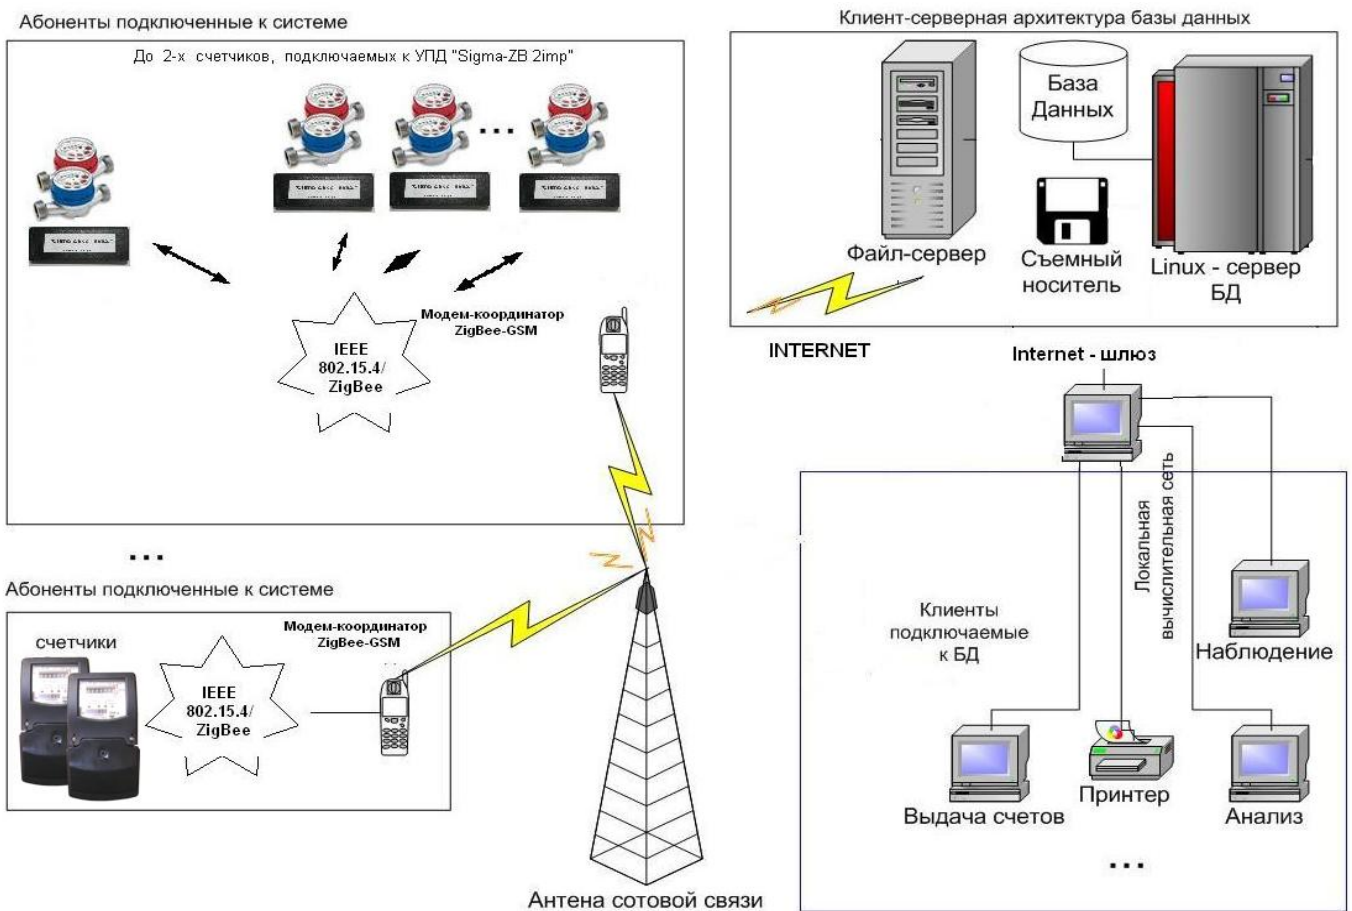 Абоненты подключенные к системе
До 2-х счетчиков, подключаемых к УПД "Sigma-ZB 2imp"
...
Модем-координатор
ZigBee-GSM
IEEE
802.15.4/
ZigBee
...
Абоненты подключенные к системе
счетчики
Модем-координатор
ZigBee-GSM
IEEE
802.15.4/
ZigBee
Антена сотовой связи
Клиент-серверная архитектура базы данных
База
Данных
Файл-сервер
Съемный
носитель
Linux - сервер
БД
INTERNET
Internet - шлюз
Локальная
вычислительная сеть
Клиенты
подключаемые
к БД
Наблюдение
Выдача счетов
Принтер
Анализ
...